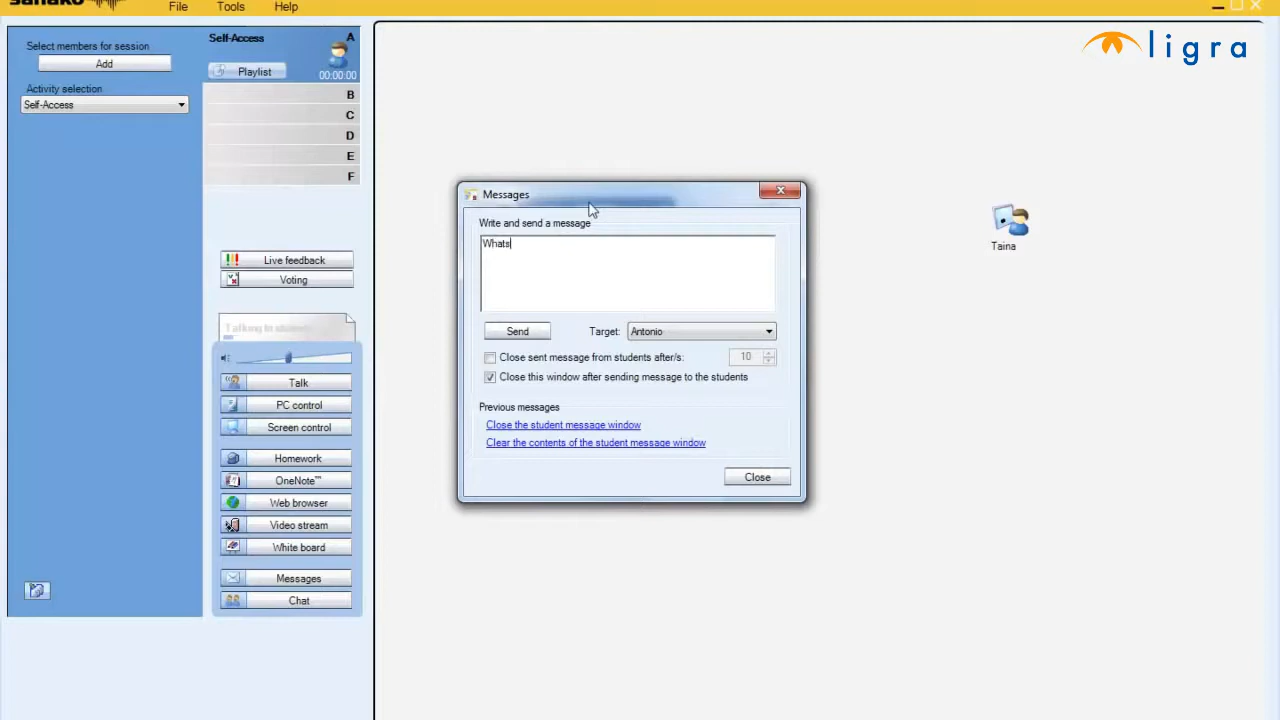 sanako
File Tools Help
Select members for session
Add
Activity selection
Self-Access
Self-Access
A
Playlist
00:00:00
B
C
D
E
F
Live feedback
Voting
Talking to students
Talk
PC control
Screen control
Homework
OneNote™
Web browser
Video stream
White board
Messages
Chat
ligra
Messages
Write and send a message
Whats
Send
Target: Antonio
Close sent message from students after/s: 10
Close this window after sending message to the students
Previous messages
Close the student message window
Clear the contents of the student message window
Close
Taina